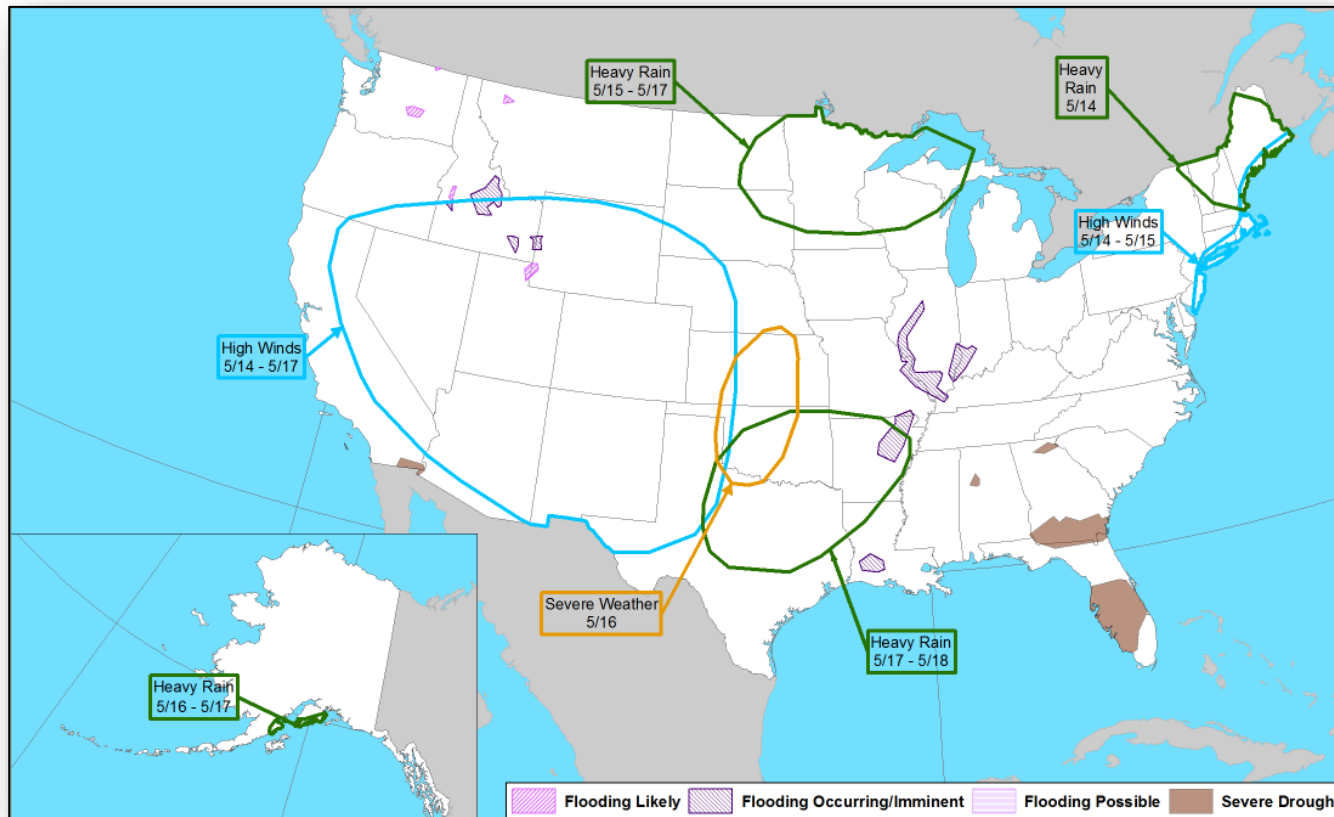 Heavy Rain
5/15 - 5/17
Heavy
Rain
5/14
High Winds
5/14 - 5/15
High Winds
5/14 - 5/17
Severe Weather
5/16
Heavy Rain
5/17 - 5/18
Heavy Rain
5/16 - 5/17
Flooding Likely
Flooding Occurring/Imminent
Flooding Possible
Severe Drough